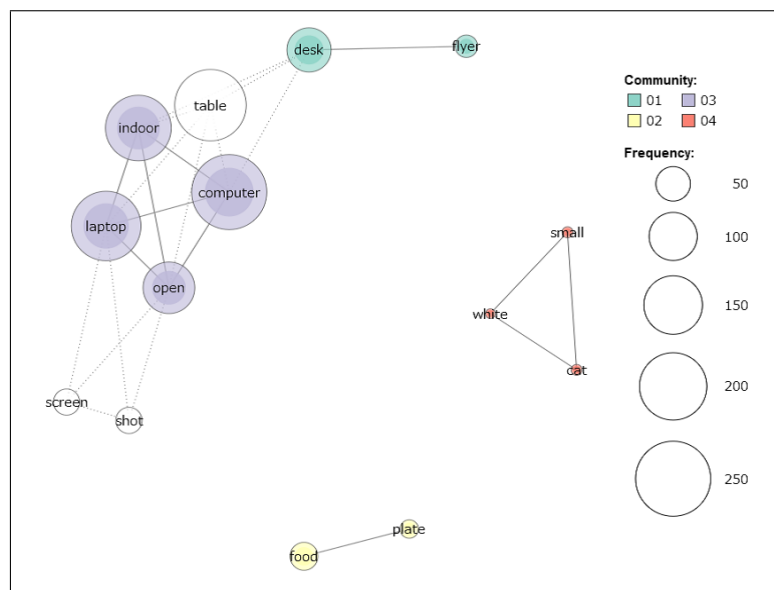 desk
flyer
table
indoor
computer
laptop
open
screen
shot
small
white
cat
plate
food
Community:
01 03
02 04
Frequency:
50
100
150
200
250